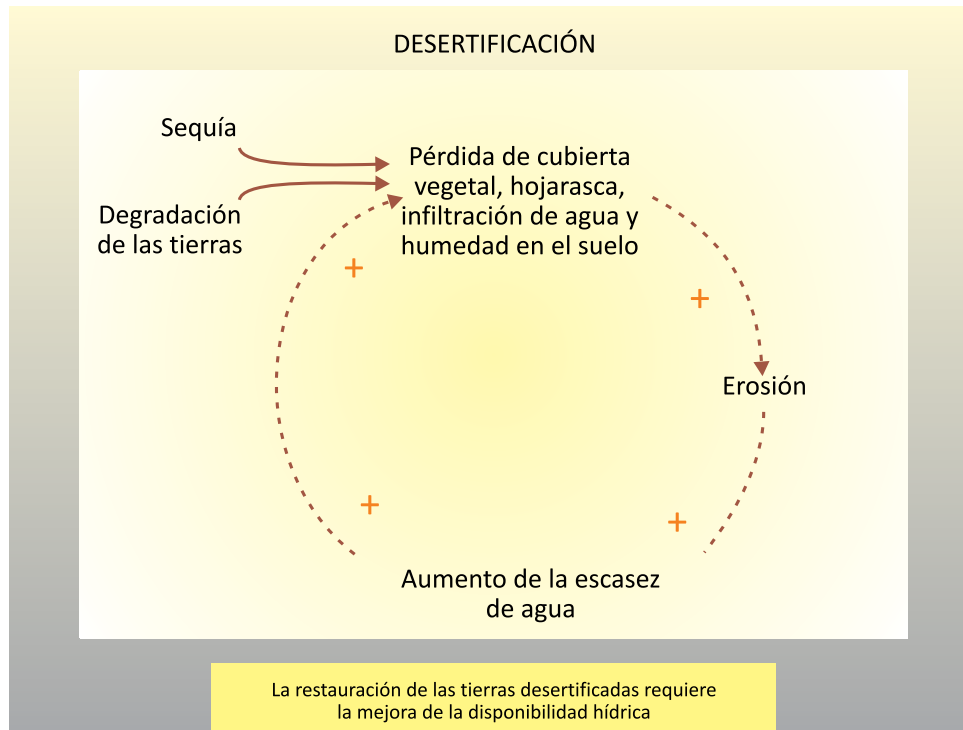 DESERTIFICACIÓN
Sequía
Degradación
de las tierras
Pérdida de cubierta
vegetal, hojarasca,
infiltración de agua y
humedad en el suelo
+
+
Erosión
+
+
Aumento de la escasez
de agua
La restauración de las tierras desertificadas requiere
la mejora de la disponibilidad hídrica